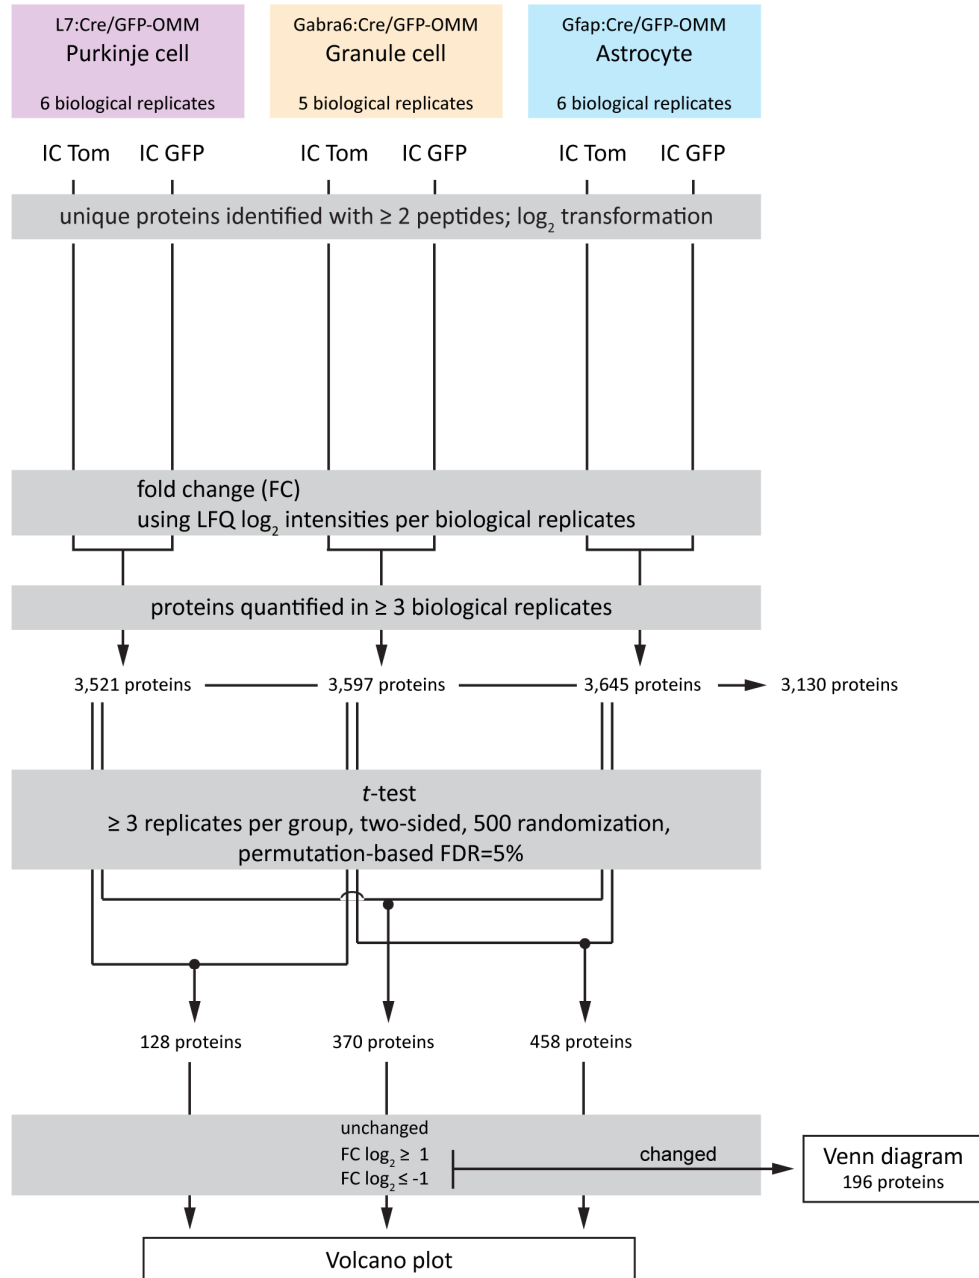 L7:Cre/GFP-OMM
Purkinje cell
6 biological replicates
Gabra6:Cre/GFP-OMM
Granule cell
5 biological replicates
Gfap:Cre/GFP-OMM
Astrocyte
6 biological replicates
IC Tom IC GFP IC Tom IC GFP IC Tom IC GFP
unique proteins identified with ≥ 2 peptides; log₂ transformation
fold change (FC)
using LFQ log₂ intensities per biological replicates
proteins quantified in ≥ 3 biological replicates
3,521 proteins 3,597 proteins 3,645 proteins 3,130 proteins
t-test
≥ 3 replicates per group, two-sided, 500 randomization,
permutation-based FDR=5%
128 proteins 370 proteins 458 proteins
unchanged
FC log₂ ≥ 1
FC log₂ ≤ -1
changed
Venn diagram
196 proteins
Volcano plot